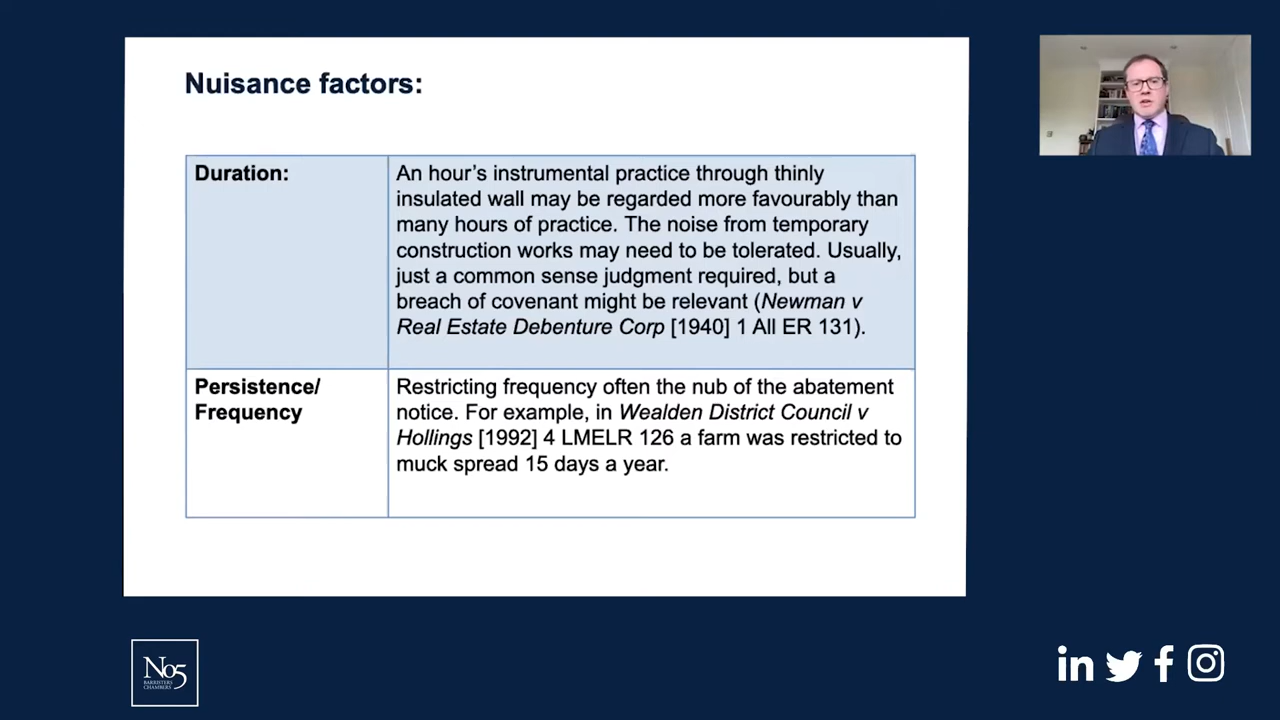 Nuisance factors:
Duration:
An hour's instrumental practice through thinly
insulated wall may be regarded more favourably than
many hours of practice. The noise from temporary
construction works may need to be tolerated. Usually,
just a common sense judgment required, but a
breach of covenant might be relevant (Newman v
Real Estate Debenture Corp [1940] 1 All ER 131).
Persistence/
Frequency
Restricting frequency often the nub of the abatement
notice. For example, in Wealden District Council v
Hollings [1992] 4 LMELR 126 a farm was restricted to
muck spread 15 days a year.
No5
BARRISTERS
CHAMBERS